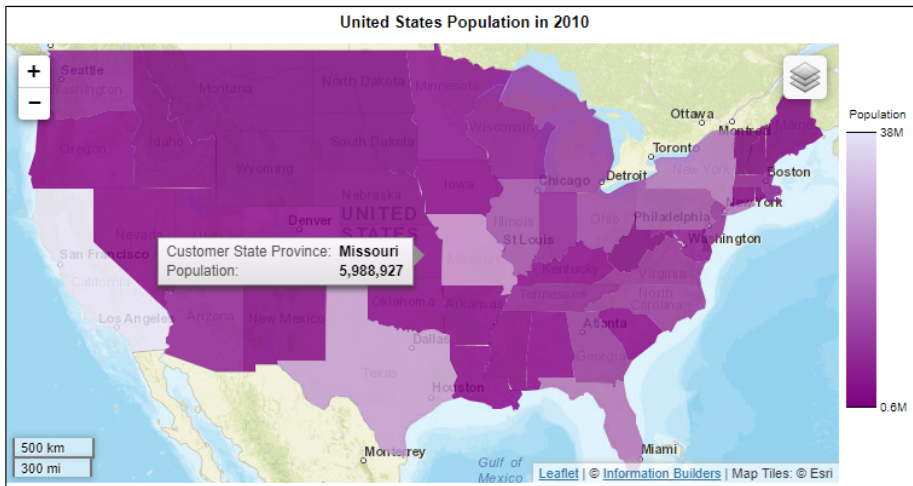 United States Population in 2010
+
−
Seattle
Washington
Montana
North Dakota
Minnesota
Ottawa
Montreal
Maine
Oregon
Idaho
Wyoming
South Dakota
Wisconsin
Toronto
New York
Boston
Detroit
Chicago
Iowa
Nebraska
Denver
UNITED
STATES
Nevada
Utah
Illinois
Ohio
Philadelphia
New York
Washington
St Louis
San Francisco
California
Customer State Province: Missouri
Population: 5,988,927
Missouri
Kentucky
Virginia
Los Angeles
Arizona
New Mexico
Oklahoma
Arkansas
Tennessee
North
Carolina
Atlanta
Georgia
Dallas
Texas
Houston
Monterrey
Miami
Gulf of
Mexico
500 km
300 mi
Leaflet | © Information Builders | Map Tiles: © Esri
Population
38M
0.6M